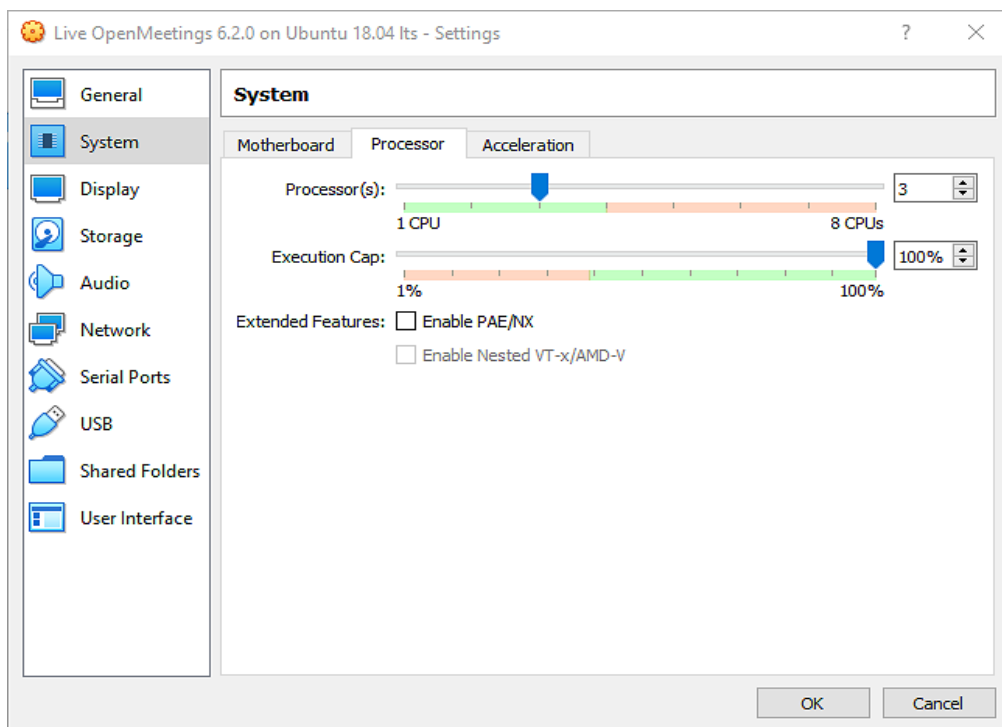 Live OpenMeetings 6.2.0 on Ubuntu 18.04 lts - Settings
?
General
System
Display
Storage
Audio
Network
Serial Ports
USB
Shared Folders
User Interface
System
Motherboard
Processor
Acceleration
Processor(s):
3
1 CPU
8 CPUs
Execution Cap:
100%
1%
100%
Extended Features:
Enable PAE/NX
Enable Nested VT-x/AMD-V
OK
Cancel